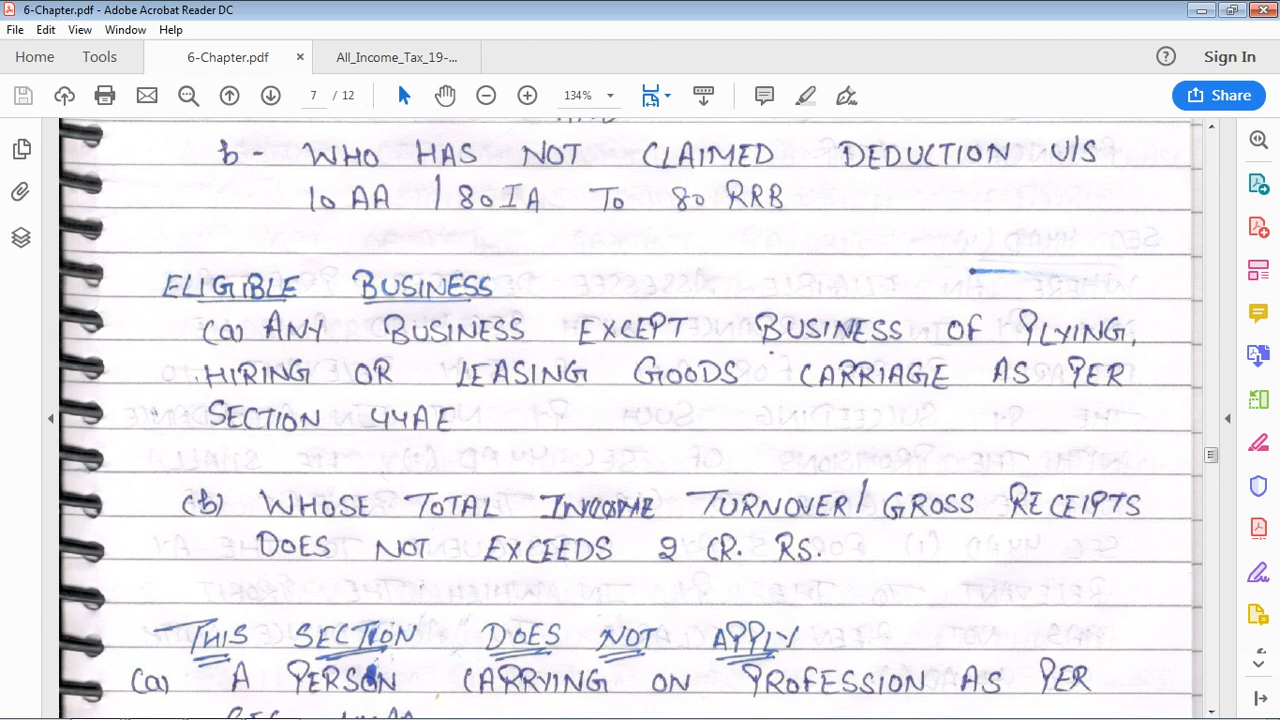 6-Chapter.pdf - Adobe Acrobat Reader DC
File Edit View Window Help
Home Tools 6-Chapter.pdf × All_Income_Tax_19-... ? Sign In
7 / 12 134% Share
b - WHO HAS NOT CLAIMED DEDUCTION U/S
10 AA / 80 IA TO 80 RRB
ELIGIBLE BUSINESS
(a) ANY BUSINESS EXCEPT BUSINESS OF PLYING,
HIRING OR LEASING GOODS CARRIAGE AS PER
SECTION 44AE
(b) WHOSE TOTAL INCOME TURNOVER / GROSS RECEIPTS
DOES NOT EXCEEDS 2 CR. RS.
THIS SECTION DOES NOT APPLY
(a) A PERSON CARRYING ON PROFESSION AS PER